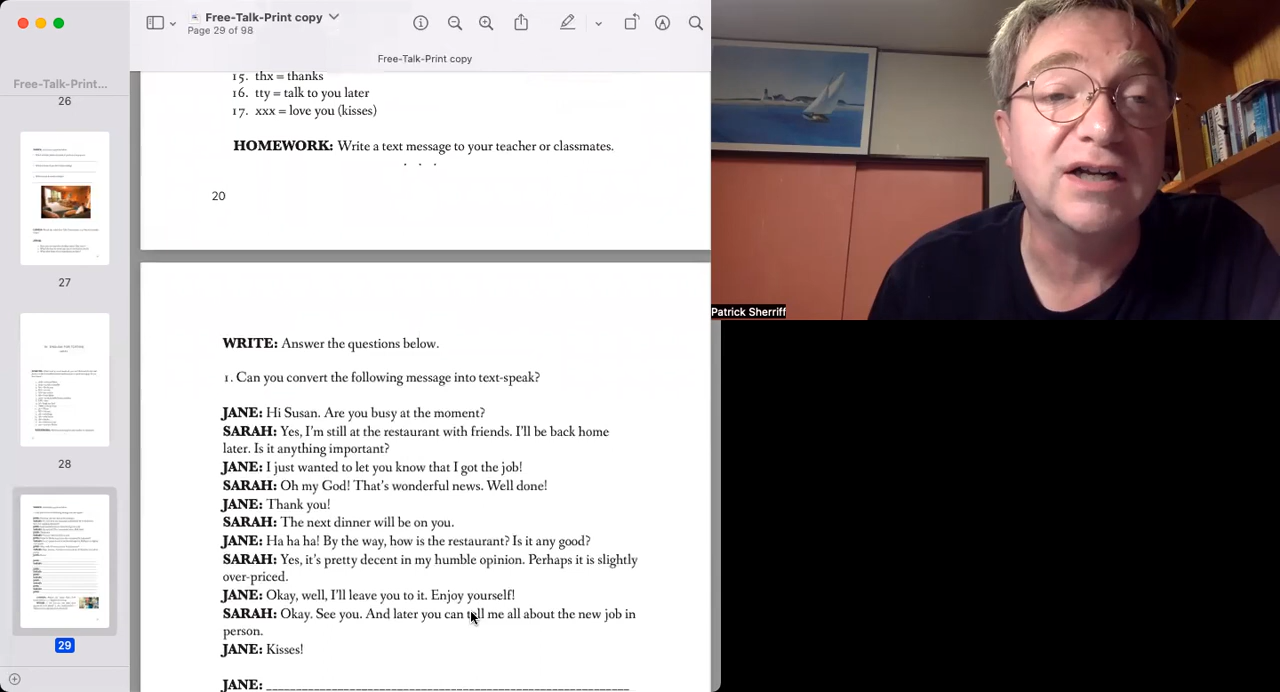 Free-Talk-Print copy
Page 29 of 98
Free-Talk-Print copy
Free-Talk-Print...
26
27
28
29
15. thx = thanks
16. tty = talk to you later
17. xxx = love you (kisses)
HOMEWORK: Write a text message to your teacher or classmates.
. . .
20
WRITE: Answer the questions below.
1. Can you convert the following message into text-speak?
JANE: Hi Susan. Are you busy at the moment?
SARAH: Yes, I'm still at the restaurant with friends. I'll be back home
later. Is it anything important?
JANE: I just wanted to let you know that I got the job!
SARAH: Oh my God! That's wonderful news. Well done!
JANE: Thank you!
SARAH: The next dinner will be on you.
JANE: Ha ha ha! By the way, how is the restaurant? Is it any good?
SARAH: Yes, it's pretty decent in my humble opinion. Perhaps it is slightly
over-priced.
JANE: Okay, well, I'll leave you to it. Enjoy yourself!
SARAH: Okay. See you. And later you can tell me all about the new job in
person.
JANE: Kisses!
JANE: ____________________
Patrick Sherriff